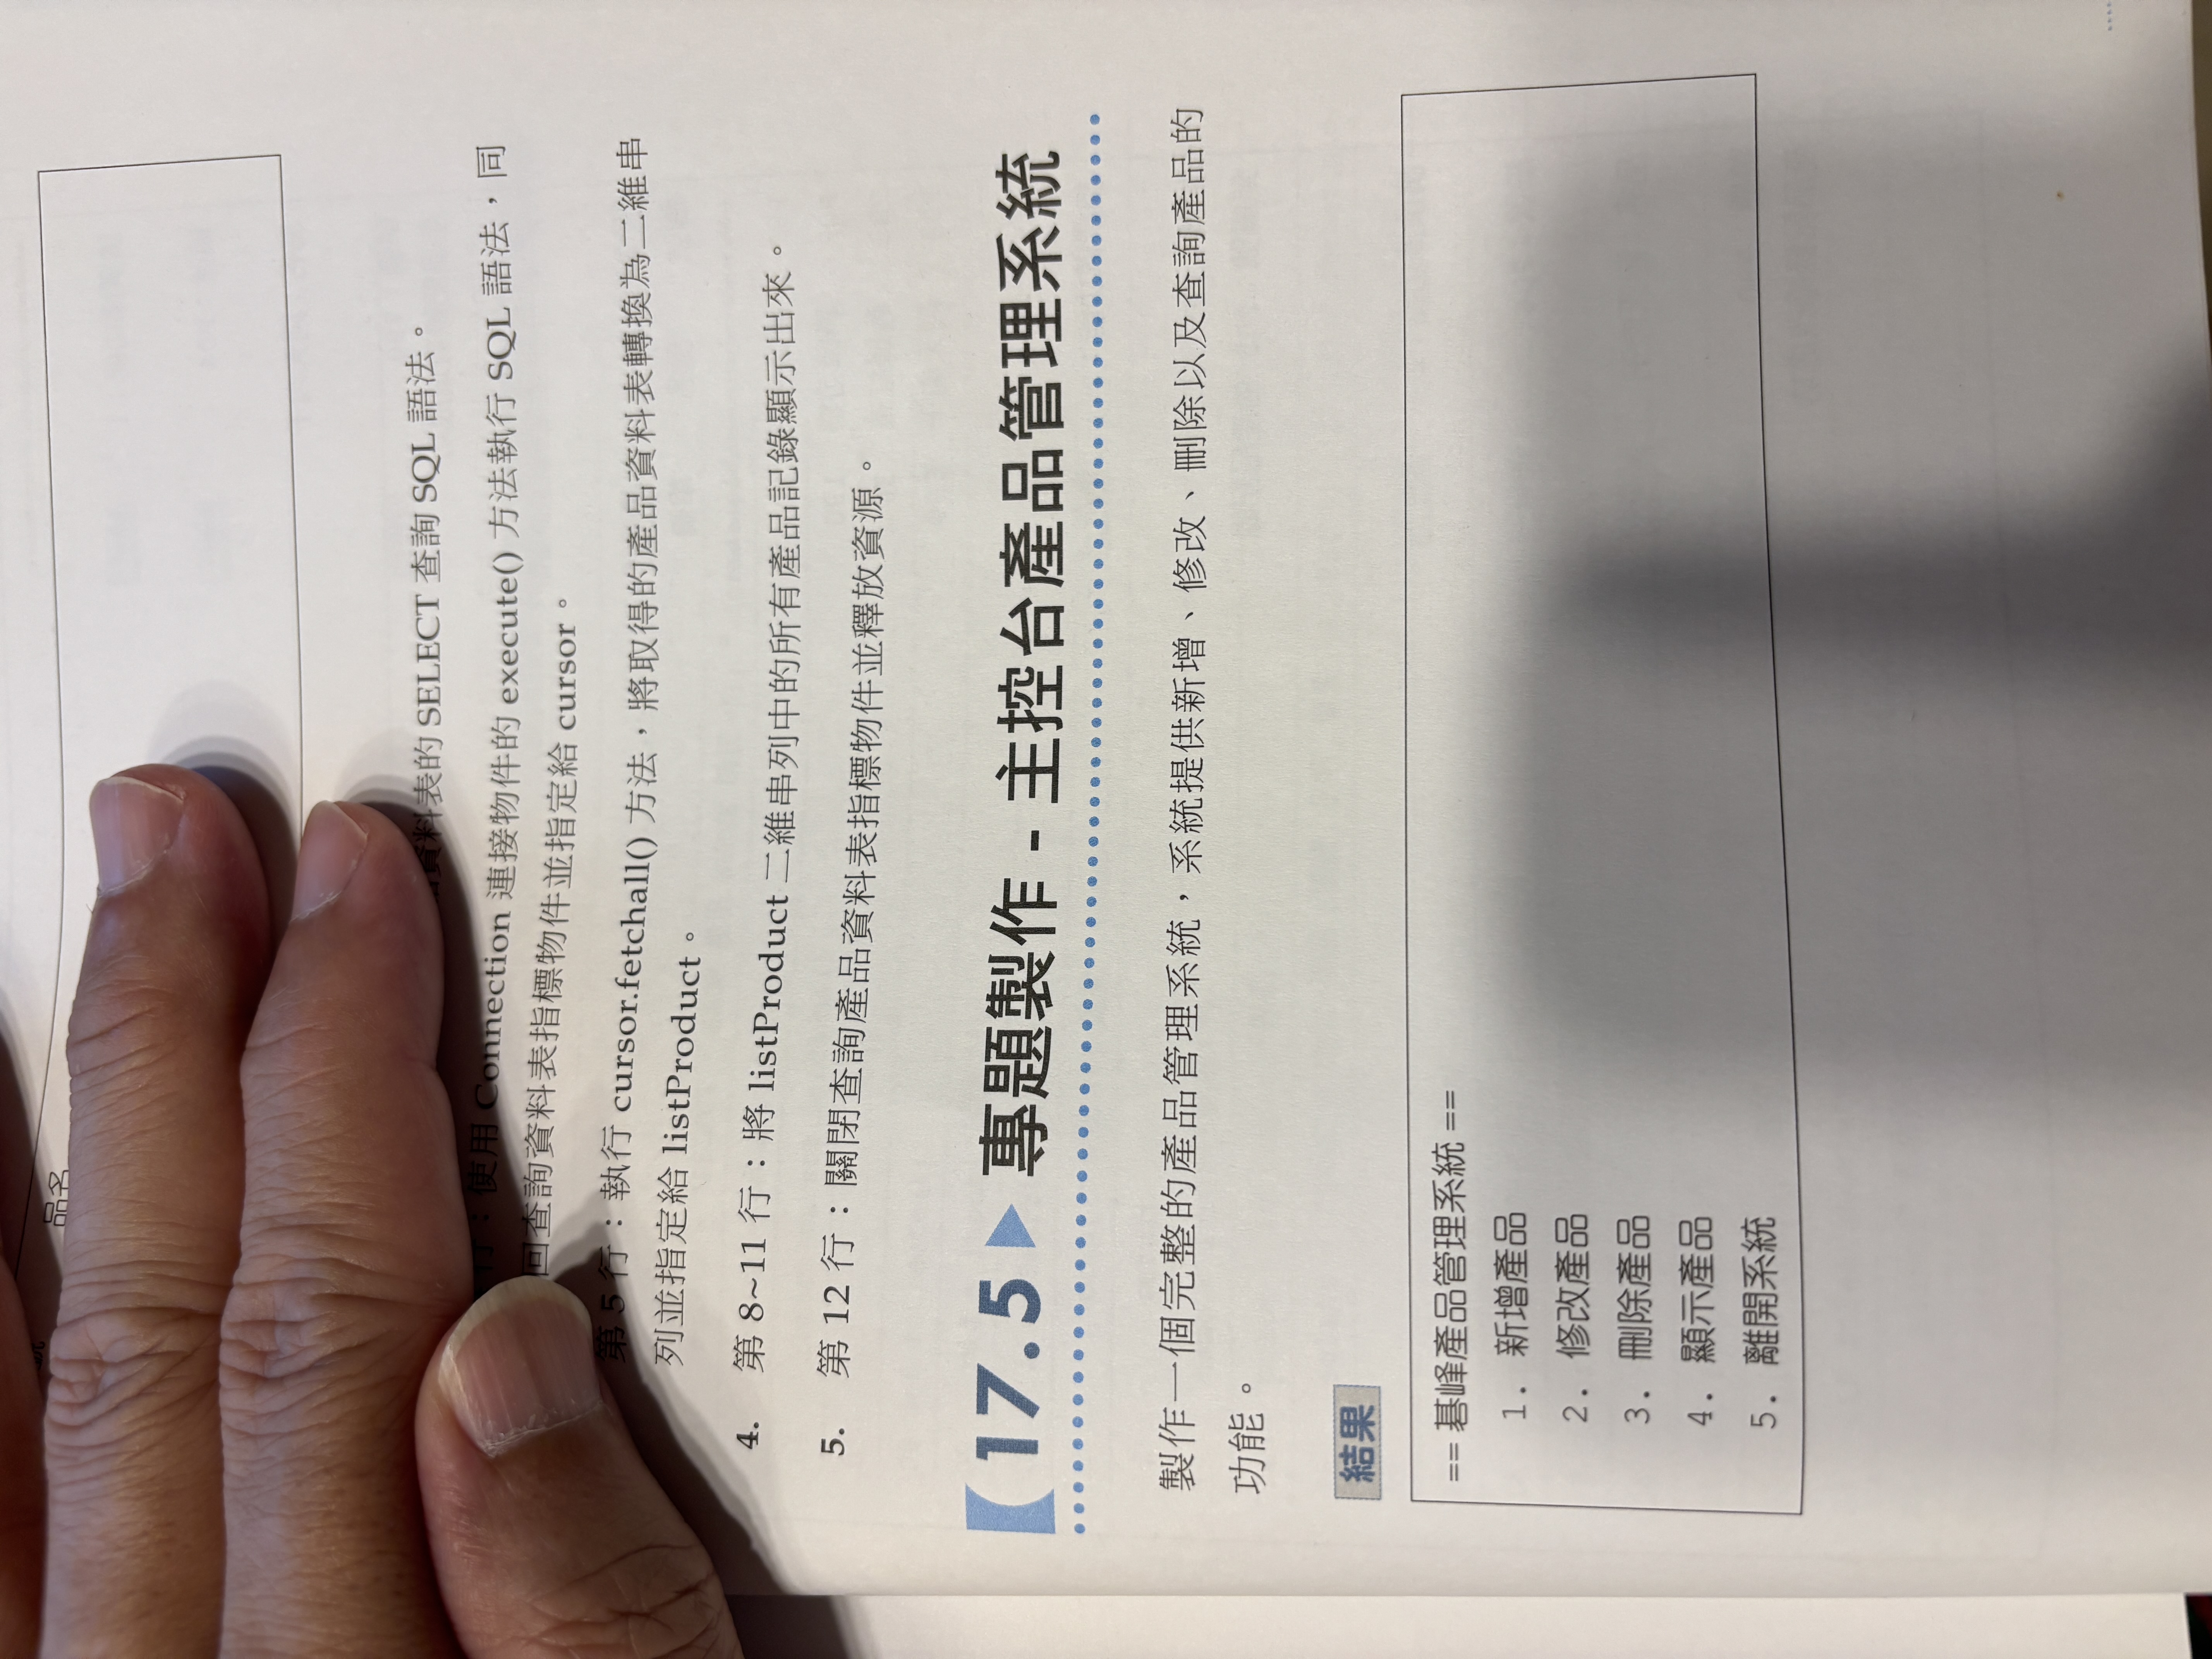 品名
資料表的 SELECT 查詢 SQL 語法。
行：使用 Connection 連接物件的 execute() 方法執行 SQL 語法，同
回查詢資料表指標物件並指定給 cursor。
第 5 行：執行 cursor.fetchall() 方法，將取得的產品資料表轉換為二維串
列並指定給 listProduct。
4. 第 8~11 行：將 listProduct 二維串列中的所有產品記錄顯示出來。
5. 第 12 行：關閉查詢產品資料表指標物件並釋放資源。
17.5 專題製作 - 主控台產品管理系統
製作一個完整的產品管理系統，系統提供新增、修改、刪除以及查詢產品的
功能。
結果
== 碁峰產品管理系統 ==
1. 新增產品
2. 修改產品
3. 刪除產品
4. 顯示產品
5. 離開系統